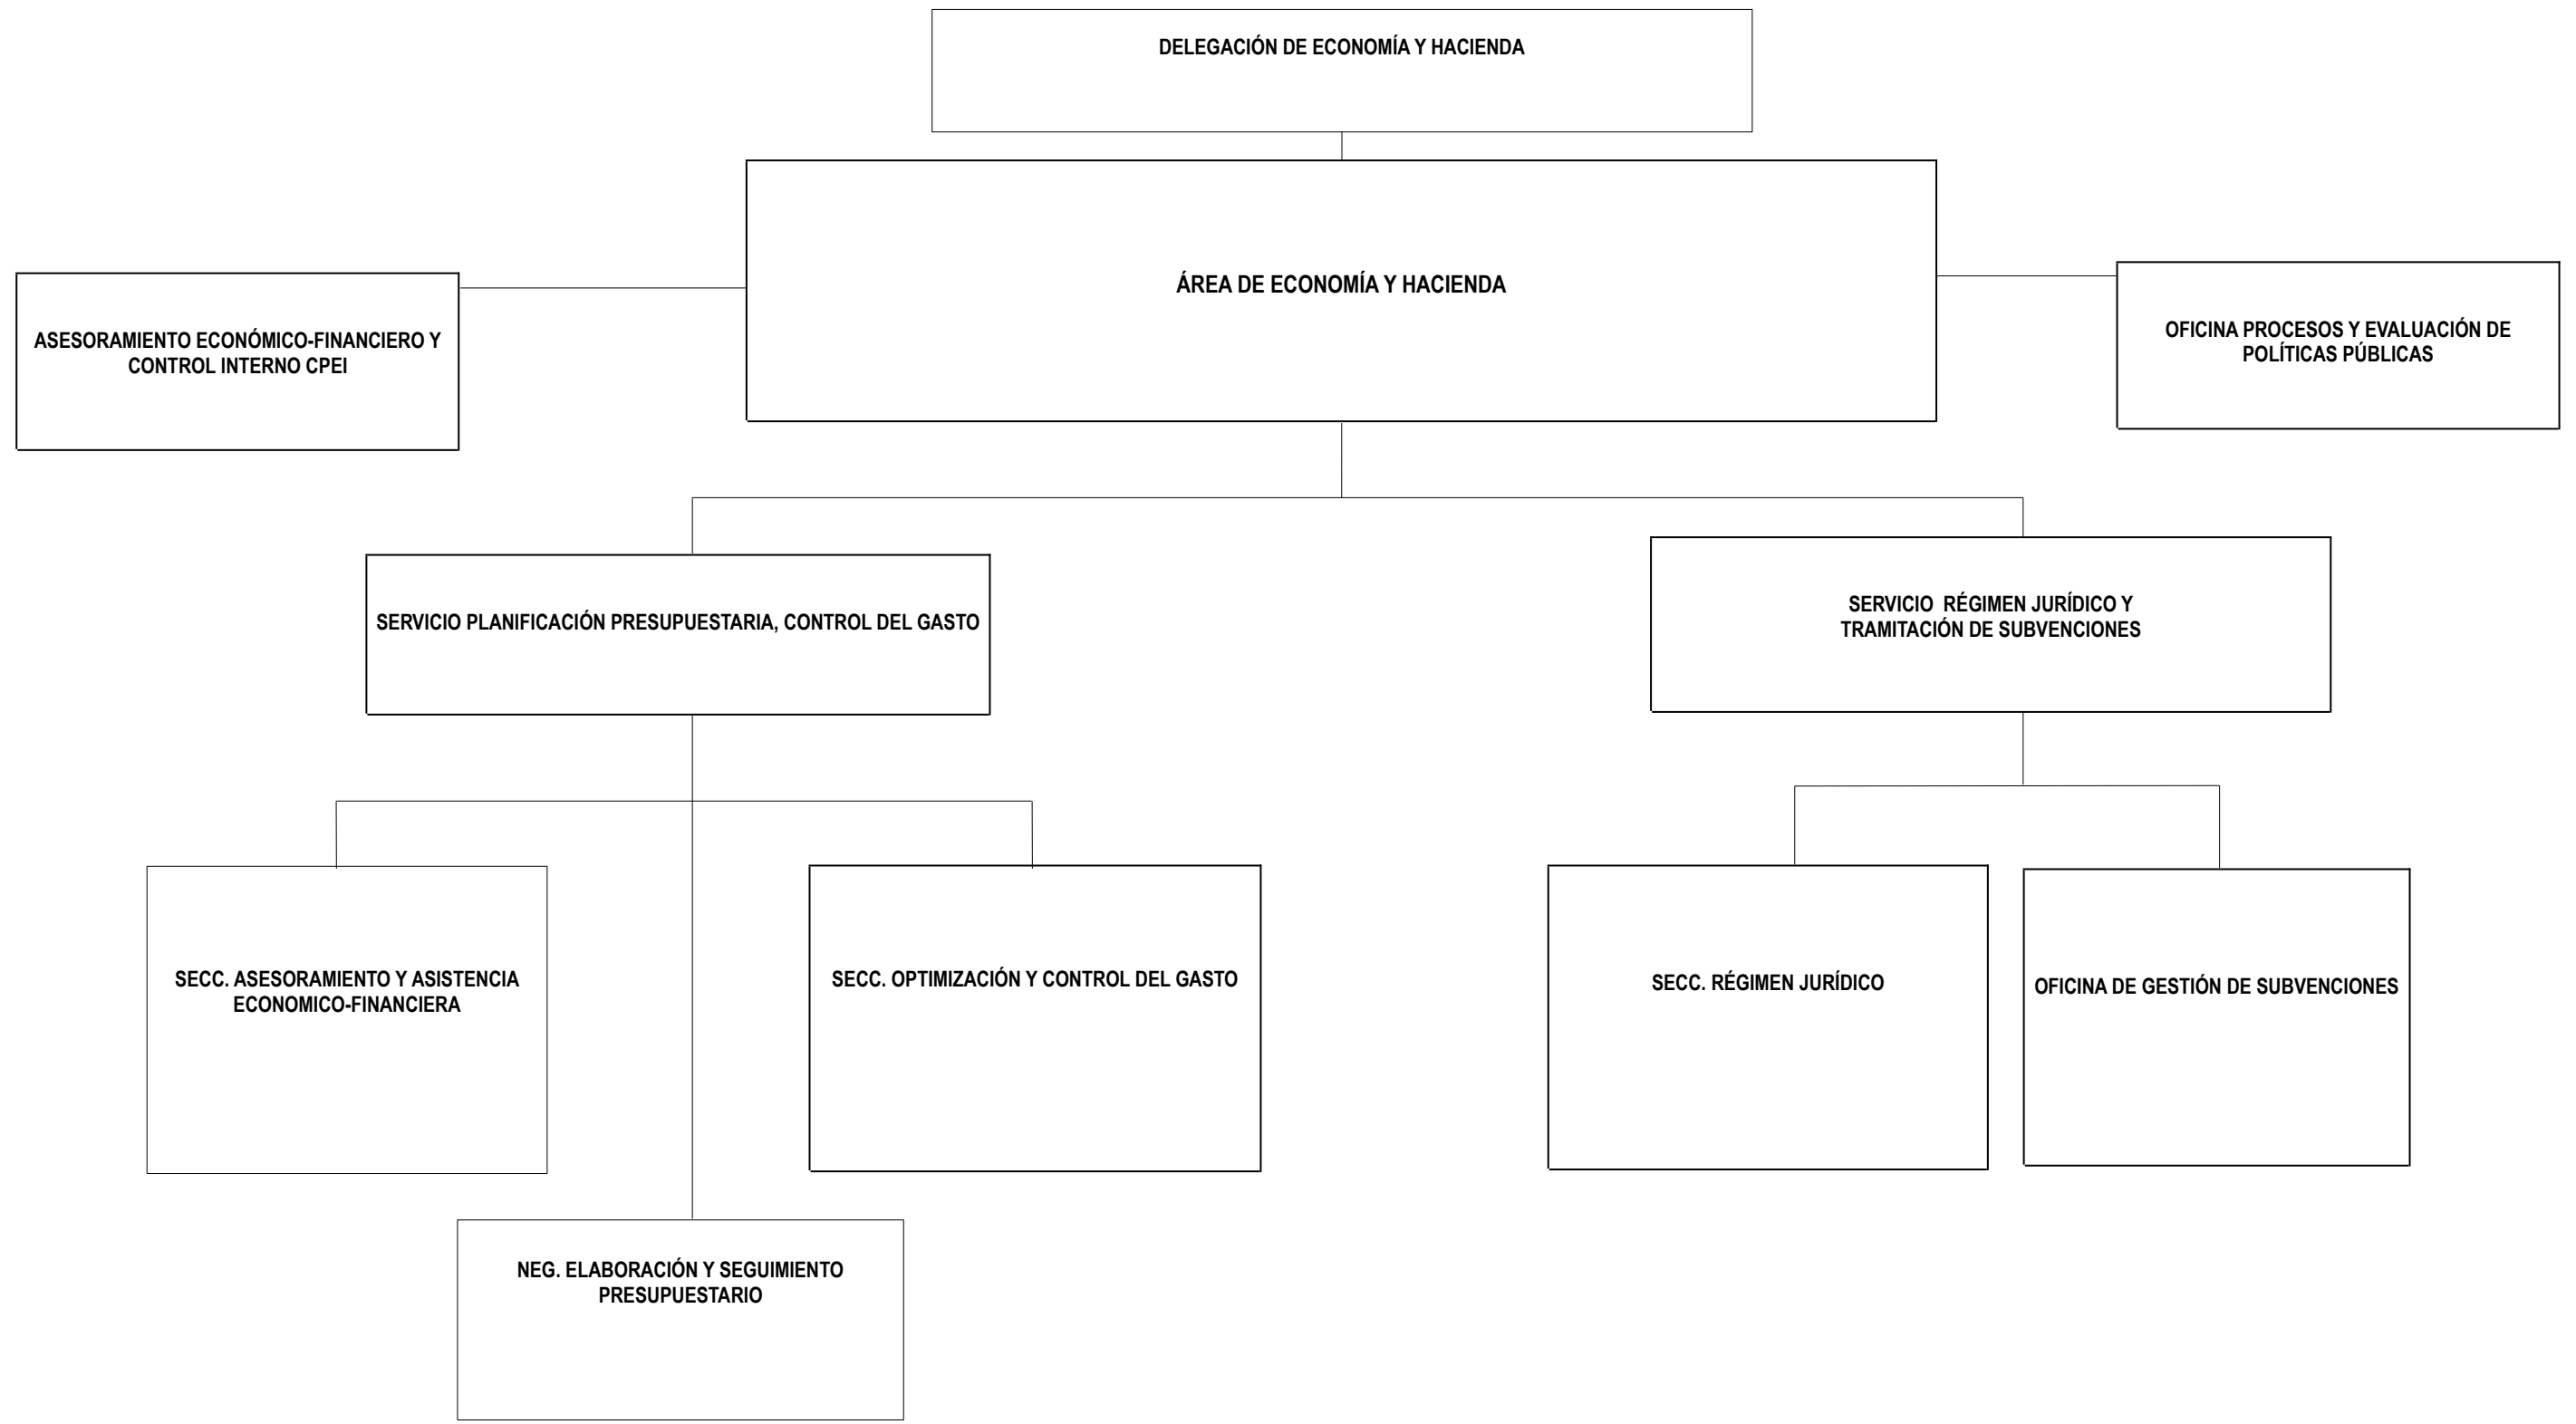 DELEGACIÓN DE ECONOMÍA Y HACIENDA
ÁREA DE ECONOMÍA Y HACIENDA
ASESORAMIENTO ECONÓMICO-FINANCIERO Y
CONTROL INTERNO CPEI
OFICINA PROCESOS Y EVALUACIÓN DE
POLÍTICAS PÚBLICAS
SERVICIO PLANIFICACIÓN PRESUPUESTARIA, CONTROL DEL GASTO
SERVICIO RÉGIMEN JURÍDICO Y
TRAMITACIÓN DE SUBVENCIONES
SECC. ASESORAMIENTO Y ASISTENCIA
ECONOMICO-FINANCIERA
SECC. OPTIMIZACIÓN Y CONTROL DEL GASTO
SECC. RÉGIMEN JURÍDICO
OFICINA DE GESTIÓN DE SUBVENCIONES
NEG. ELABORACIÓN Y SEGUIMIENTO
PRESUPUESTARIO